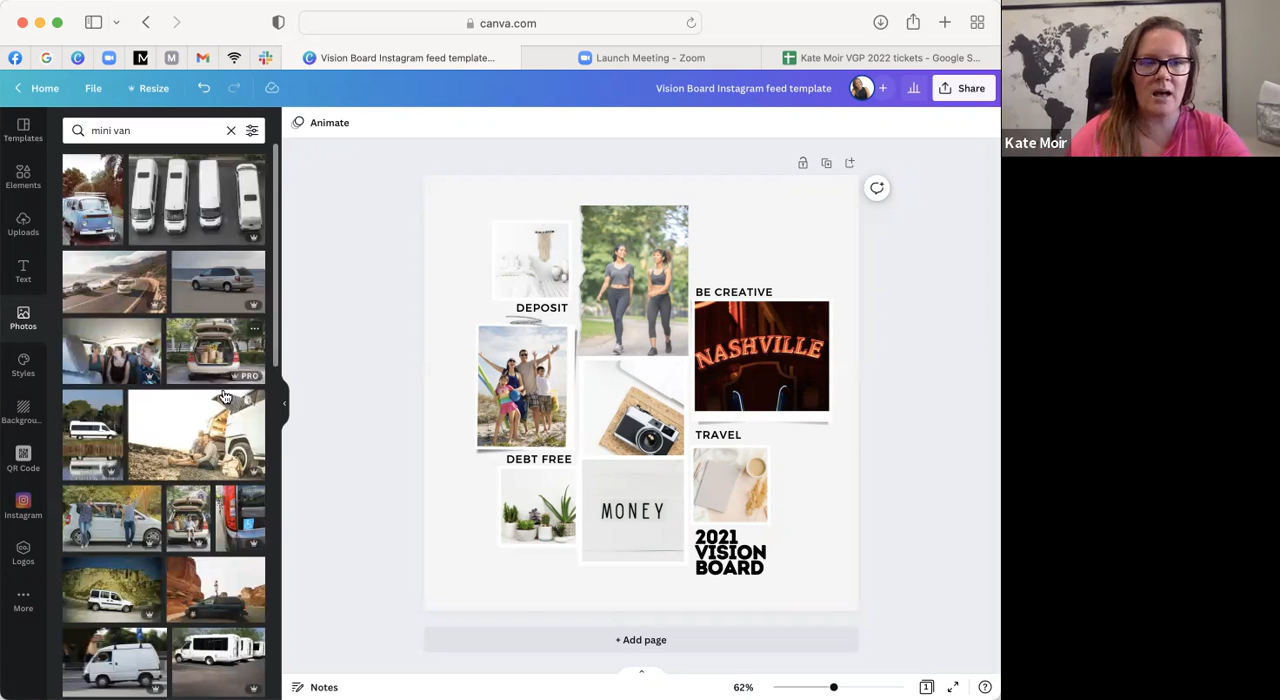 canva.com
Vision Board Instagram feed template...
Launch Meeting - Zoom
Kate Moir VGP 2022 tickets - Google S...
Home
File
Resize
Vision Board Instagram feed template
Share
Templates
Elements
Uploads
Text
Photos
Styles
Backgrou...
QR Code
Instagram
Logos
CO.
More
mini van
PRO
Animate
DEPOSIT
BE CREATIVE
NASHVILLE
TRAVEL
DEBT FREE
MONEY
2021
VISION
BOARD
+ Add page
Notes
62%
1
Kate Moir